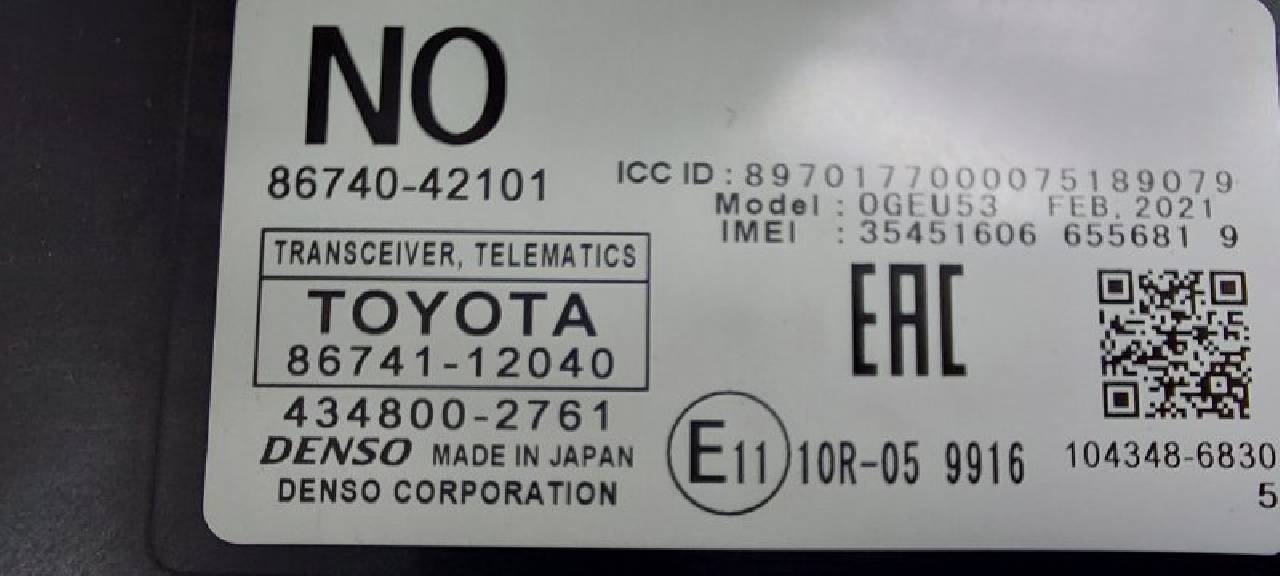 NO
86740-42101
ICC ID : 8970177000075189079
Model : 0GEU53 FEB. 2021
IMEI : 35451606 655681 9
TRANSCEIVER, TELEMATICS
TOYOTA
86741-12040
434800-2761
DENSO MADE IN JAPAN
DENSO CORPORATION
EAC
E11 10R-05 9916
104348-6830
5